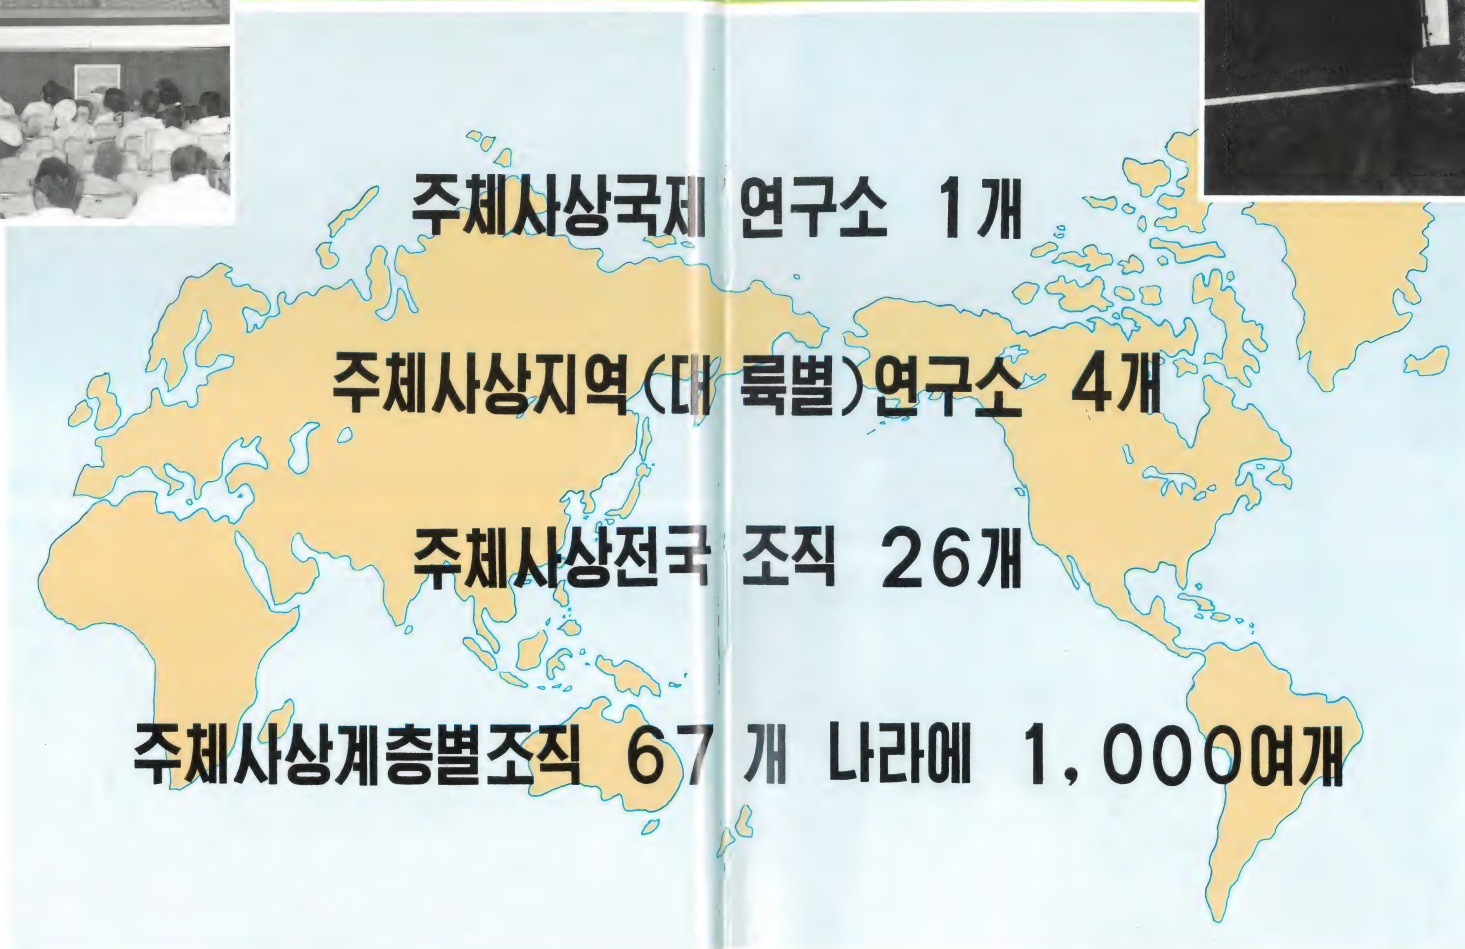 주체사상국제 연구소 1개
주체사상지역(대륙별)연구소 4개
주체사상전국 조직 26개
주체사상계층별조직 67개 나라에 1,000여개